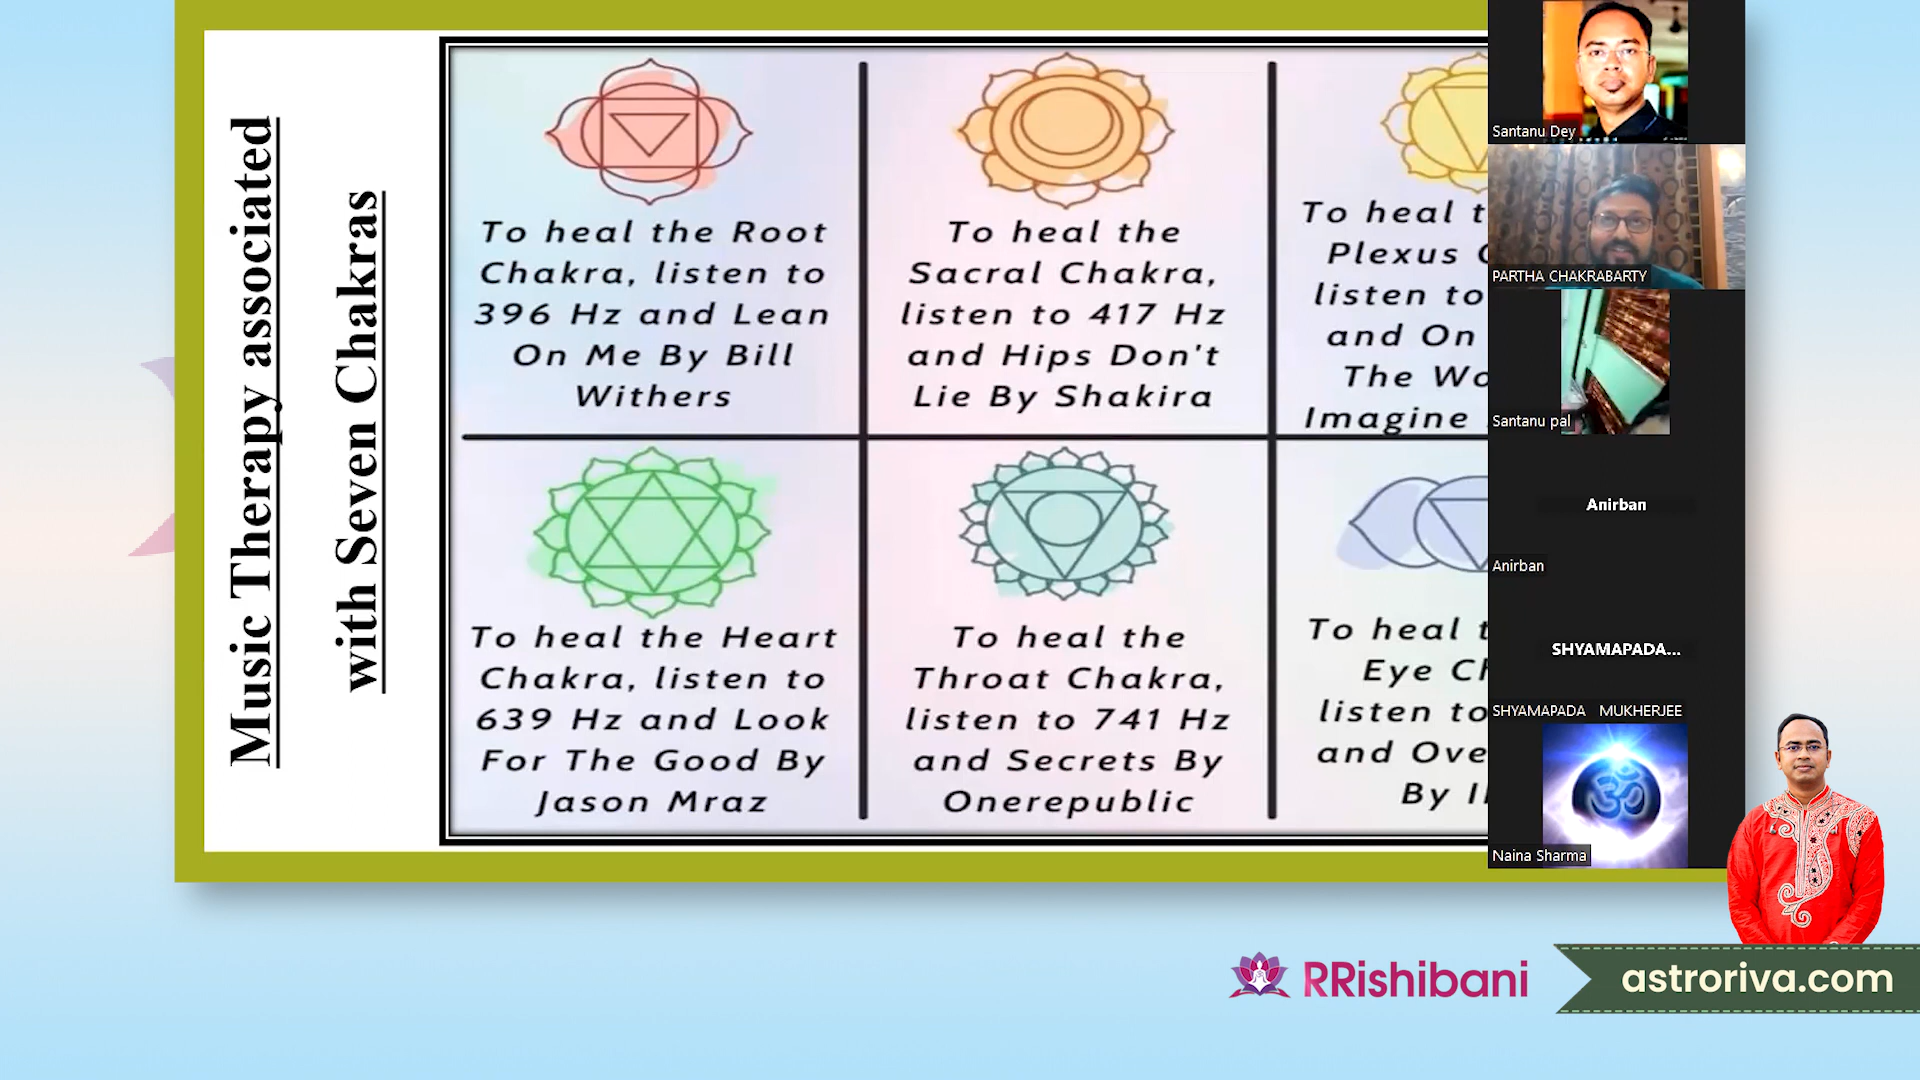 Music Therapy associated
with Seven Chakras
To heal the Root
Chakra, listen to
396 Hz and Lean
On Me By Bill
Withers
To heal the
Sacral Chakra,
listen to 417 Hz
and Hips Don't
Lie By Shakira
To heal
Plexus
listen to
and On
The
Imagine
To heal the Heart
Chakra, listen to
639 Hz and Look
For The Good By
Jason Mraz
To heal the
Throat Chakra,
listen to 741 Hz
and Secrets By
Onerepublic
To heal
Eye
listen to
and
By
Santanu Dey
PARTHA CHAKRABARTY
Santanu pal
Anirban
Anirban
SHYAMAPADA...
SHYAMAPADA MUKHERJEE
ॐ
Naina Sharma
RRishibani
astroriva.com